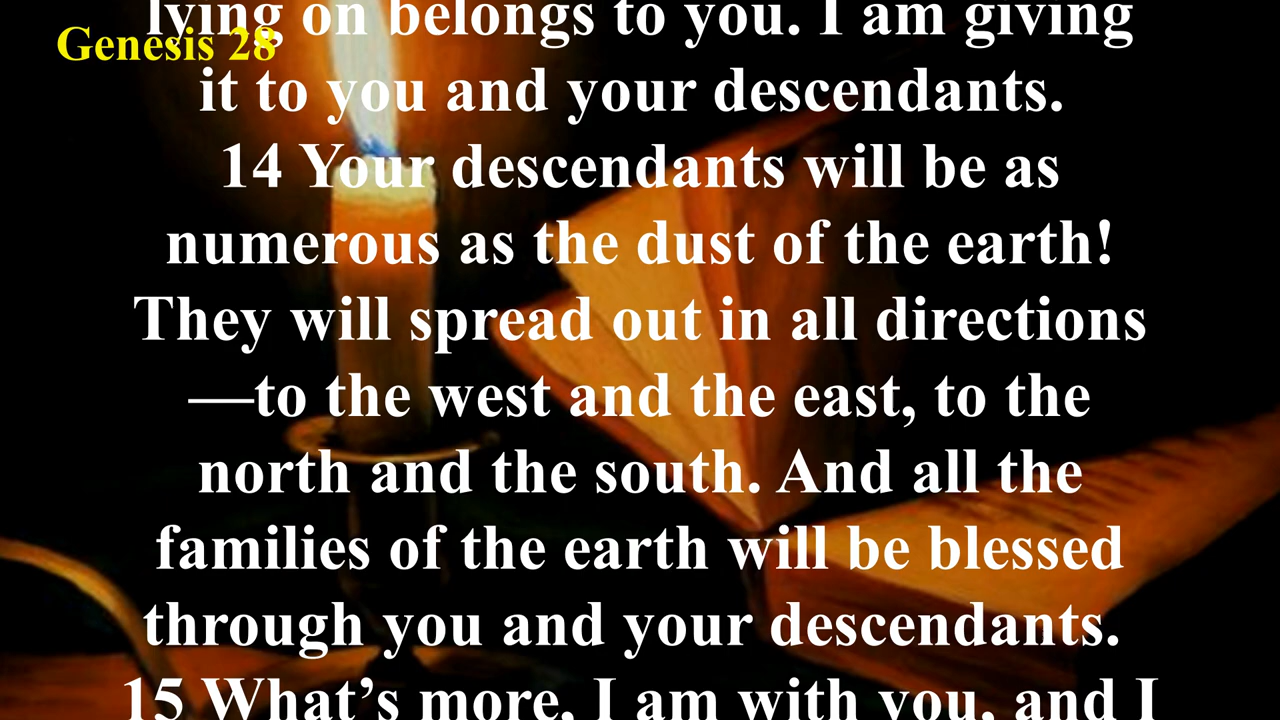 lying on belongs to you. I am giving
Genesis 28
it to you and your descendants.
14 Your descendants will be as
numerous as the dust of the earth!
They will spread out in all directions
—to the west and the east, to the
north and the south. And all the
families of the earth will be blessed
through you and your descendants.
15 What’s more, I am with you, and I